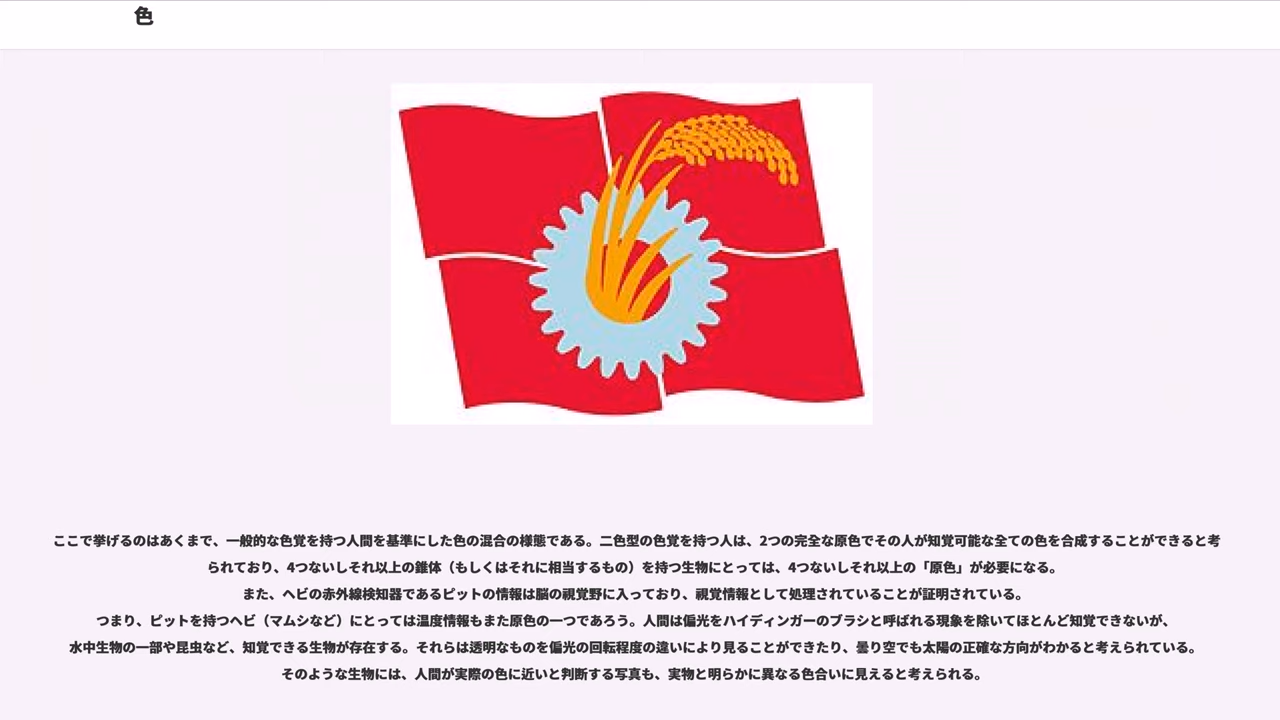 色
ここで挙げるのはあくまで、一般的な色覚を持つ人間を基準にした色の混合の様態である。二色型の色覚を持つ人は、2つの完全な原色でその人が知覚可能な全ての色を合成することができると考
られており、4つないしそれ以上の錐体（もしくはそれに相当するもの）を持つ生物にとっては、4つないしそれ以上の「原色」が必要になる。
また、ヘビの赤外線検知器であるピットの情報は脳の視覚野に入っており、視覚情報として処理されていることが証明されている。
つまり、ピットを持つヘビ（マムシなど）にとっては温度情報もまた原色の一つであろう。人間は偏光をハイディンガーのブラシと呼ばれる現象を除いてほとんど知覚できないが、
水中生物の一部や昆虫など、知覚できる生物が存在する。それらは透明なものを偏光の回転程度の違いにより見ることができたり、曇り空でも太陽の正確な方向がわかると考えられている。
そのような生物には、人間が実際の色に近いと判断する写真も、実物と明らかに異なる色合いに見えると考えられる。